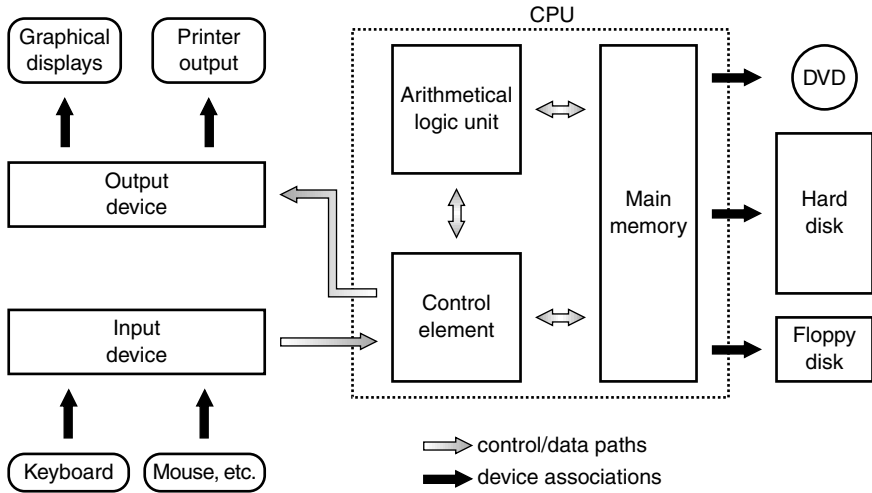 CPU
Graphical
displays
Printer
output
Arithmetical
logic unit
DVD
Output
device
Main
memory
Hard
disk
Control
element
Input
device
Floppy
disk
Keyboard
Mouse, etc.
control/data paths
device associations